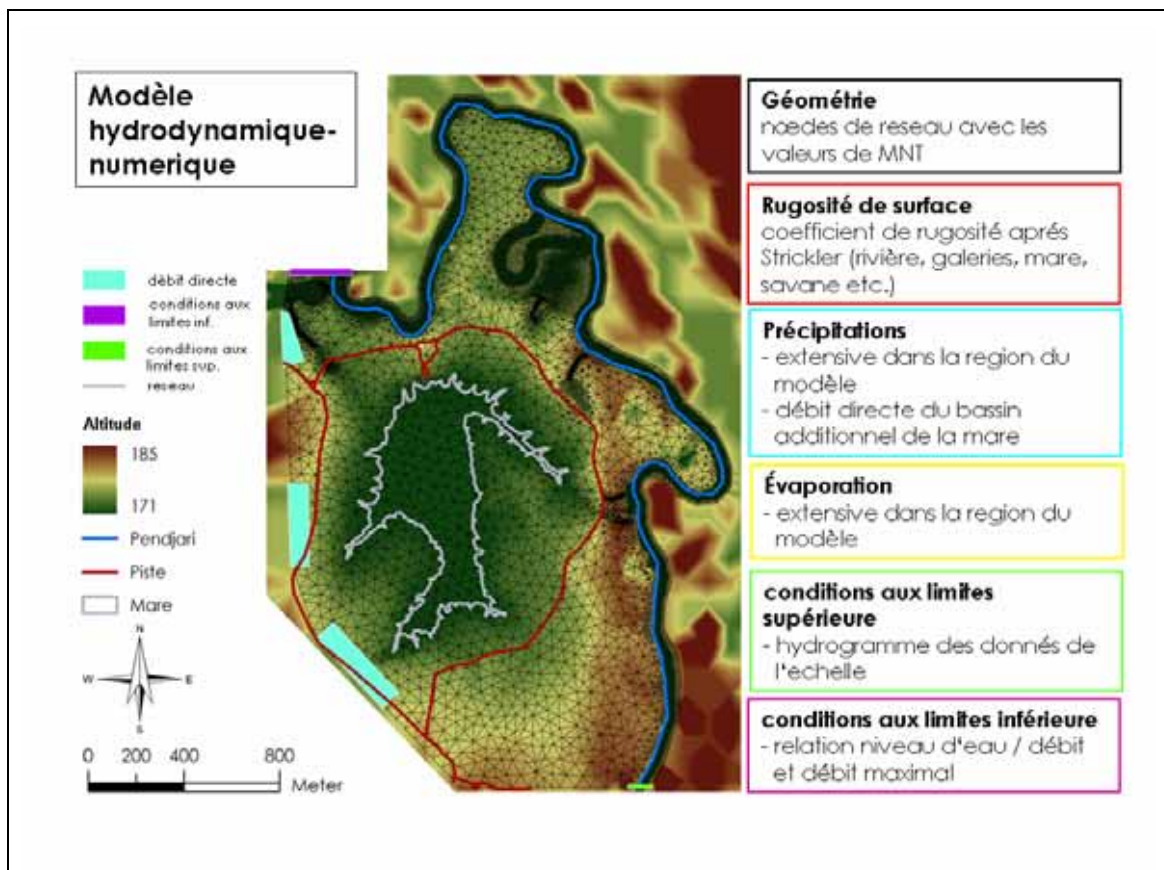 Modèle
hydrodynamique-
numerique
débit directe
conditions aux
limites inf.
conditions aux
limites sup.
reseau
Altitude
185
171
Pendjari
Piste
Mare
N
W
E
S
0 200 400 800
Meter
Géométrie
nœdes de reseau avec les
valeurs de MNT
Rugosité de surface
coefficient de rugosité aprés
Strickler (rivière, galeries, mare,
savane etc.)
Précipitations
- extensive dans la region du
modèle
- débit directe du bassin
additionnel de la mare
Évaporation
- extensive dans la region du
modèle
conditions aux limites
supérieure
- hydrogramme des donnés de
l'echelle
conditions aux limites inférieure
- relation niveau d'eau / débit
et débit maximal